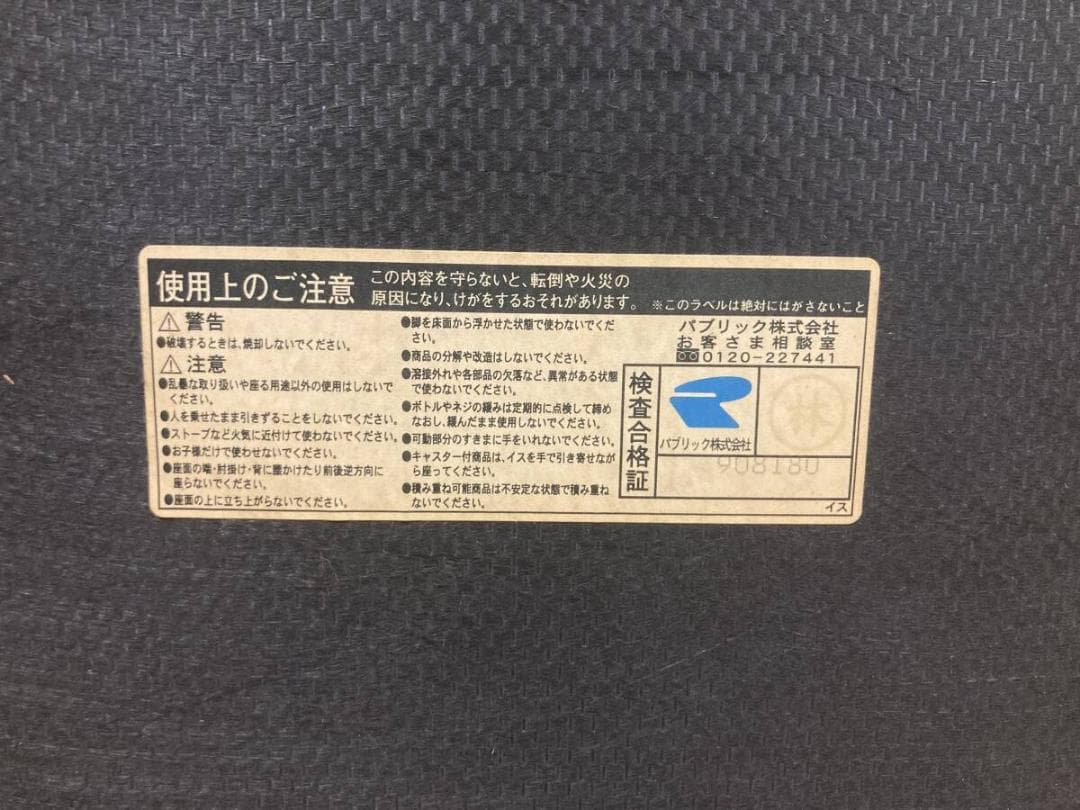 使用上のご注意
この内容を守らないと、転倒や火災の
原因になり、けがをするおそれがあります。
※このラベルは絶対にはがさないこと
⚠警告
●破壊するときは、焼却しないでください。
⚠注意
●乱暴な取り扱いや座る用途以外の使用はしないで
ください。
●人を乗せたまま引きずることをしないでください。
●ストーブなど火気に近付けて使わないでください。
●お子様だけで使わせないでください。
●座面の端・肘掛け・背に腰かけたり前後逆方向に
座らないでください。
●座面の上に立ち上がらないでください。
●脚を床面から浮かせた状態で使わないでくだ
さい。
●商品の分解や改造はしないでください。
●溶接外れや各部品の欠落など、異常がある状態
で使わないでください。
●ボトルやネジの緩みは定期的に点検して締め
なおし、緩んだまま使用しないでください。
●可動部分のすきまに手をいれないでください。
●キャスター付商品は、イスを手で引き寄せなが
ら座ってください。
●積み重ね可能商品は不安定な状態で積み重ね
ないでください。
パブリック株式会社
お客さま相談室
0120-227441
検査合格証
パブリック株式会社
908180
イス